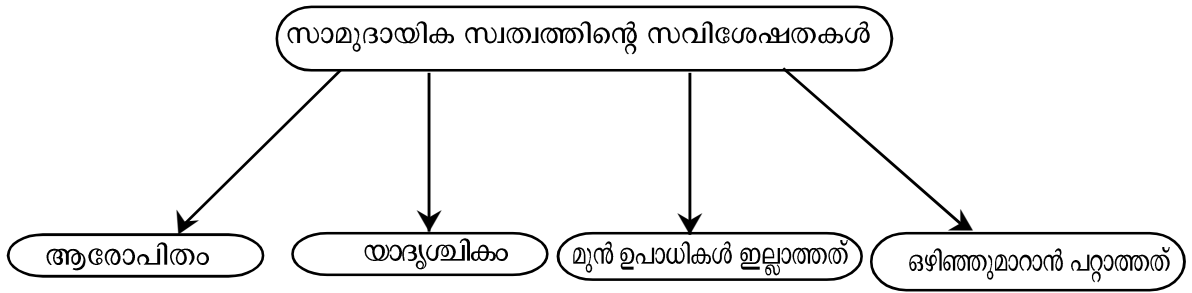 സാമുദായിക സ്വത്വത്തിന്റെ സവിശേഷതകൾ
ആരോപിതം
യാദൃശ്ചികം
മുൻ ഉപാധികൾ ഇല്ലാത്തത്
ഒഴിഞ്ഞുമാറാൻ പറ്റാത്തത്